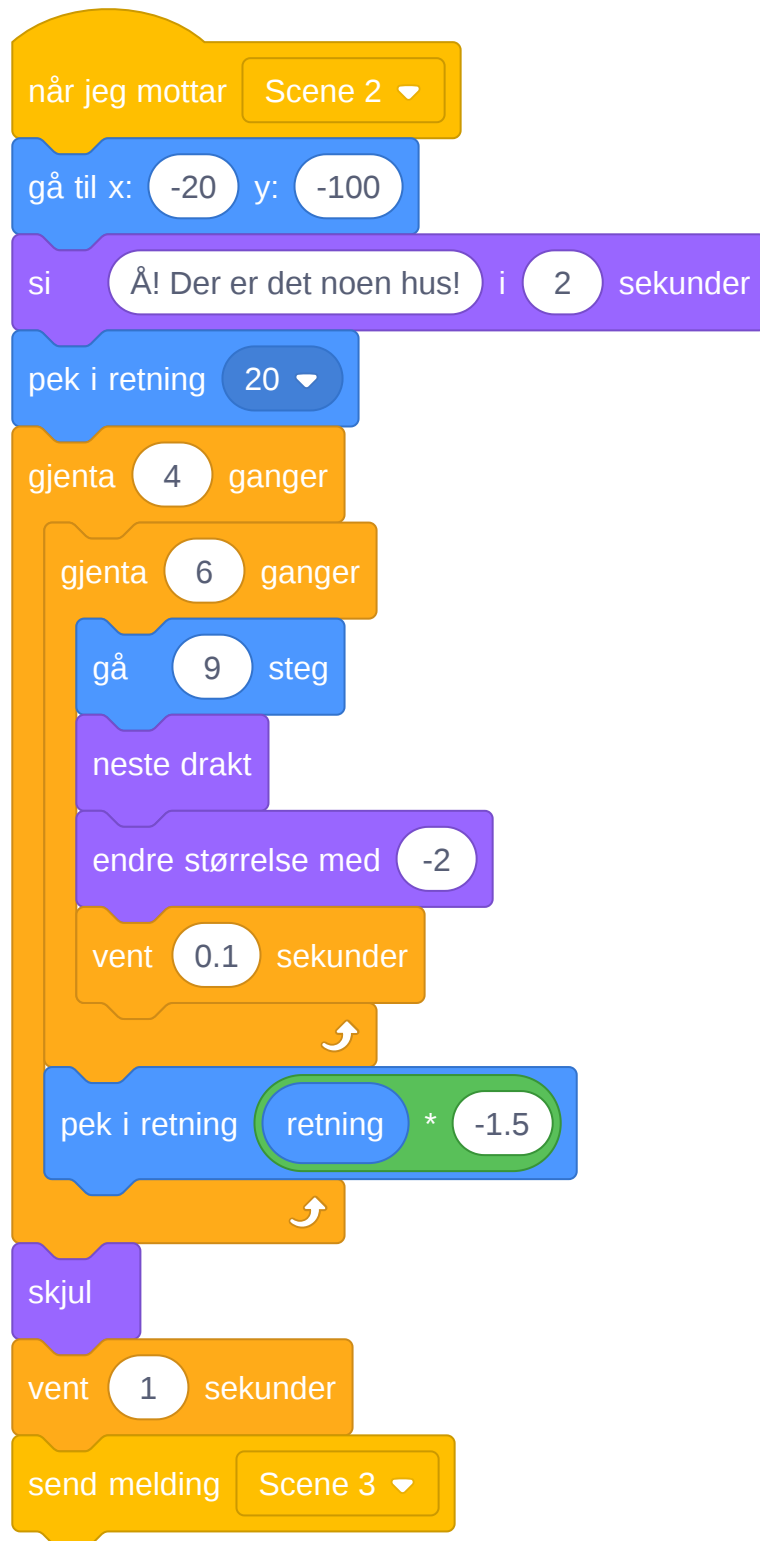 når jeg mottar Scene 2
gå til x: -20 y: -100
si Å! Der er det noen hus! i 2 sekunder
pek i retning 20
gjenta 4 ganger
gjenta 6 ganger
gå 9 steg
neste drakt
endre størrelse med -2
vent 0.1 sekunder
pek i retning retning * -1.5
skjul
vent 1 sekunder
send melding Scene 3